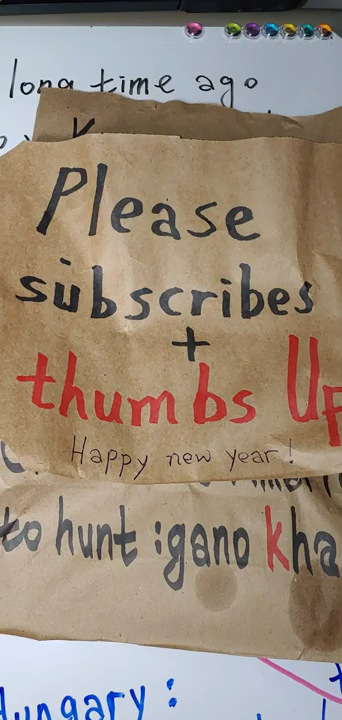 long time ago
Please
subscribes
+
thumbs Up
Happy new year!
to hunt : gano kha
Hungary :